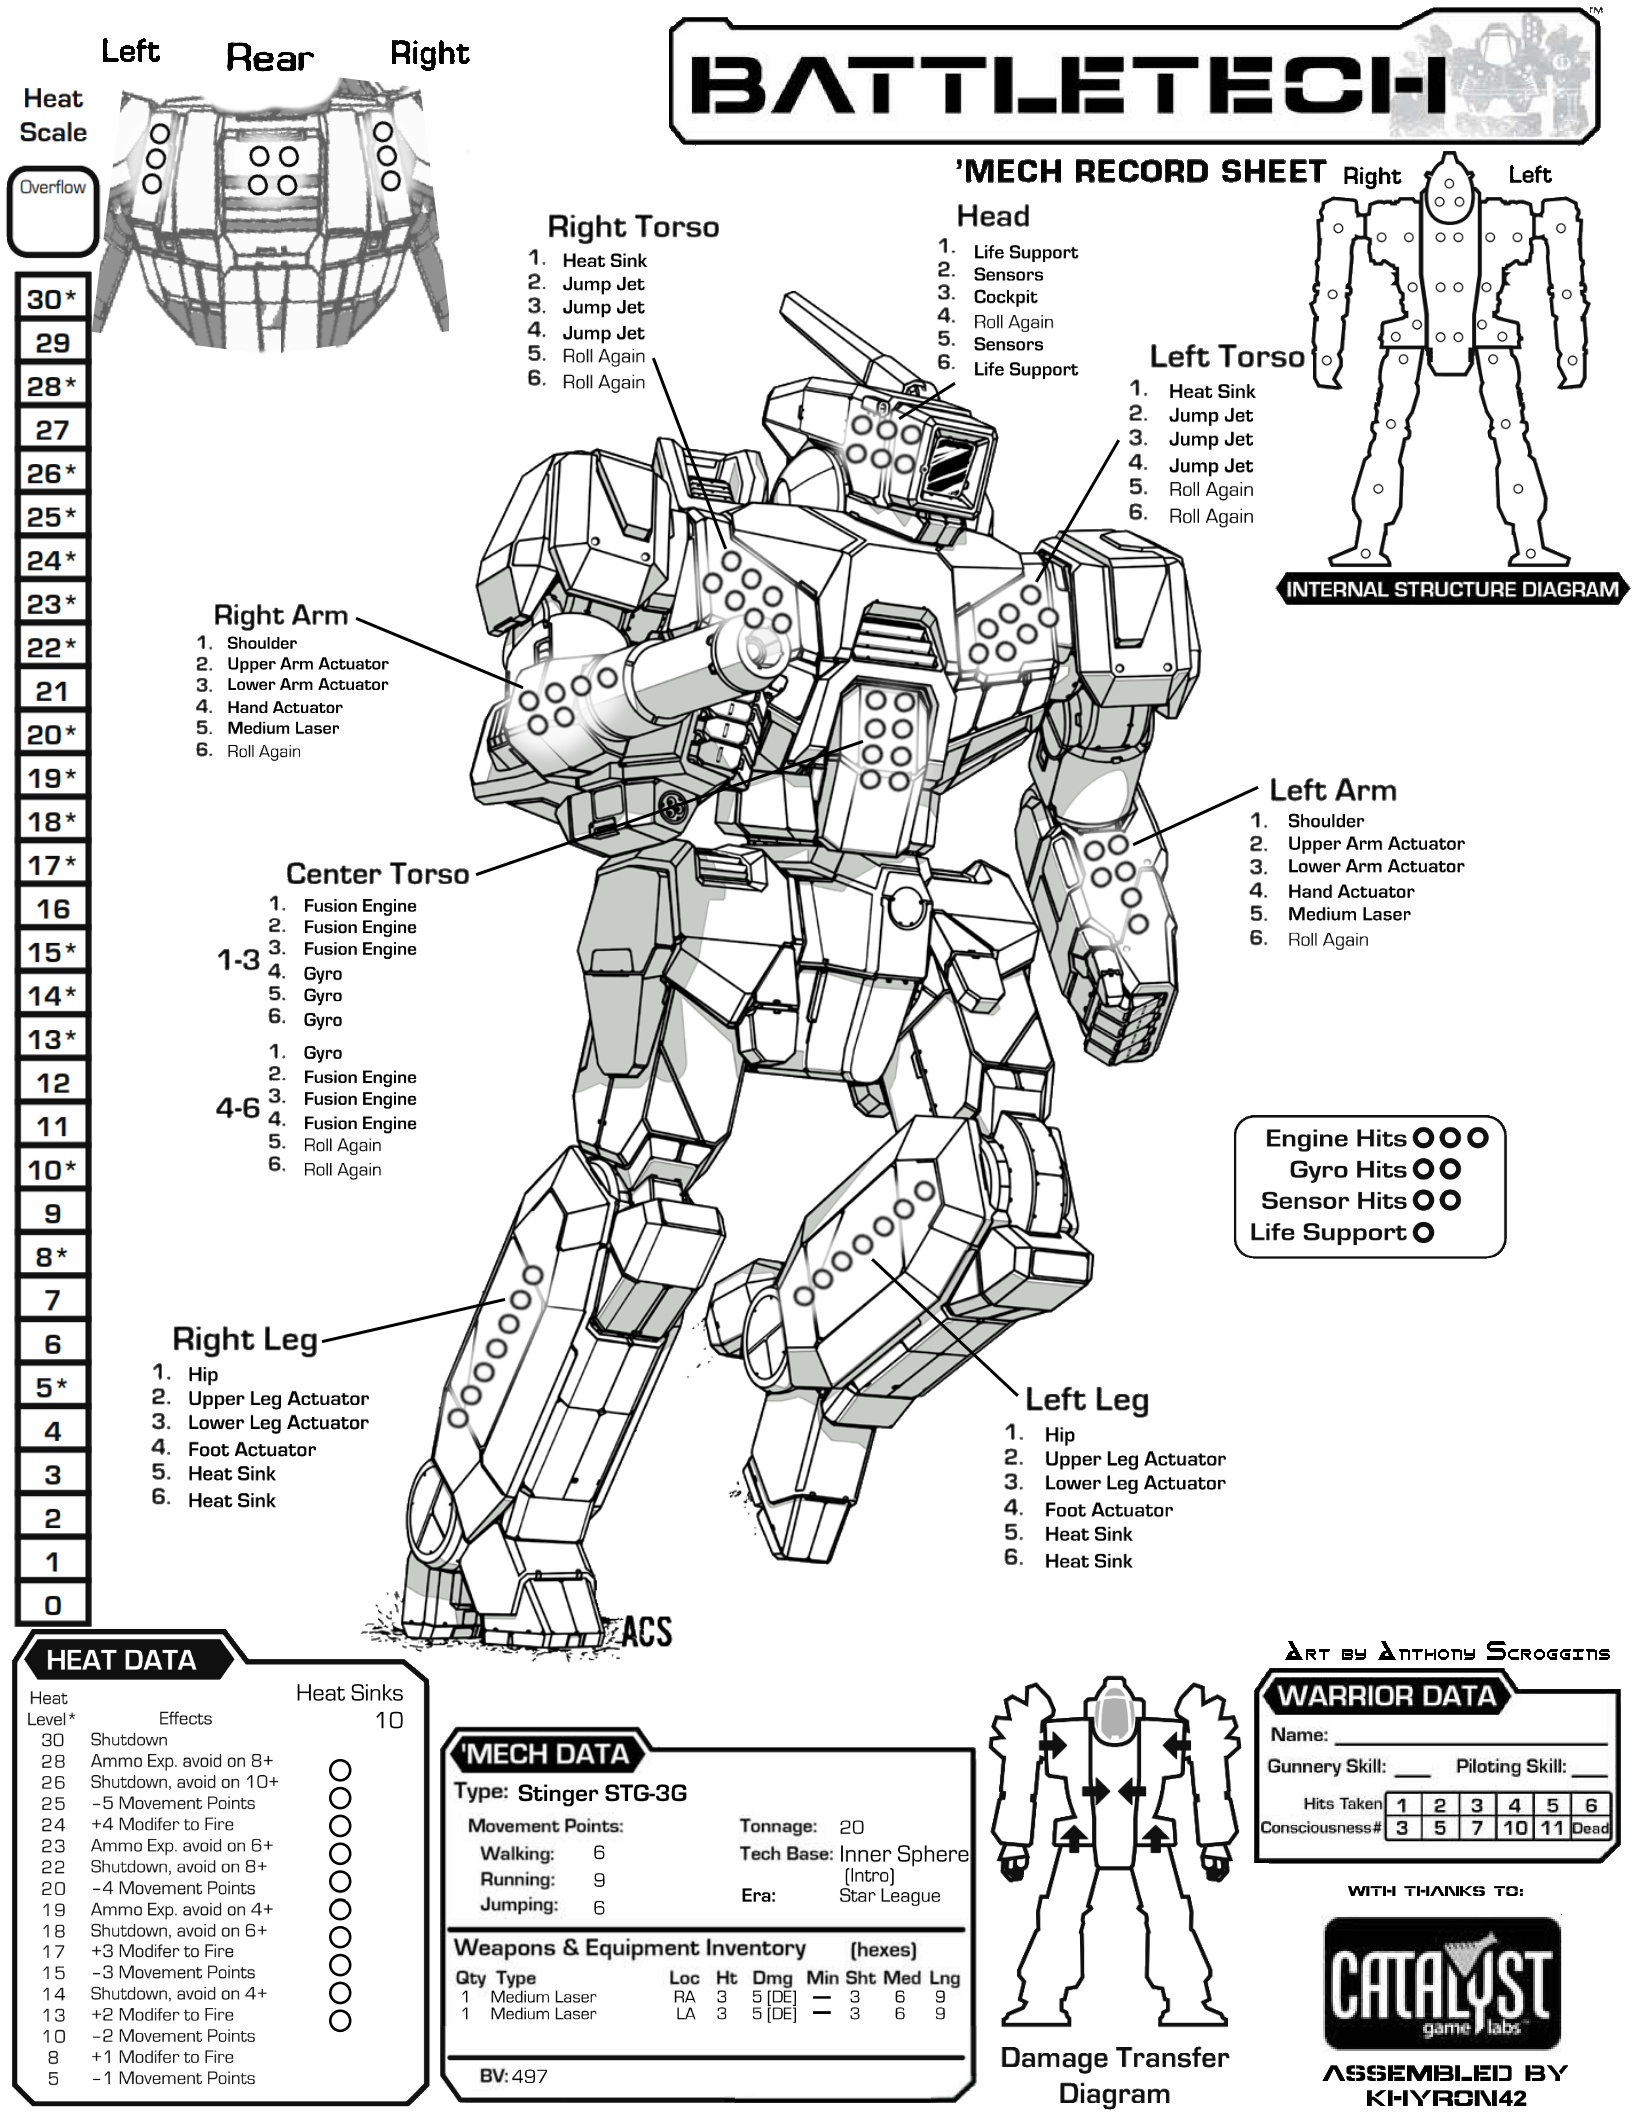 Left Rear Right
Heat
Scale
Overflow
30*
29
28*
27
26*
25*
24*
23*
22*
21
20*
19*
18*
17*
16
15*
14*
13*
12
11
10*
9
8*
7
6
5*
4
3
2
1
0
BATTLETECH
TM
'MECH RECORD SHEET
Right Left
INTERNAL STRUCTURE DIAGRAM
Head
1. Life Support
2. Sensors
3. Cockpit
4. Roll Again
5. Sensors
6. Life Support
Right Torso
1. Heat Sink
2. Jump Jet
3. Jump Jet
4. Jump Jet
5. Roll Again
6. Roll Again
Left Torso
1. Heat Sink
2. Jump Jet
3. Jump Jet
4. Jump Jet
5. Roll Again
6. Roll Again
Right Arm
1. Shoulder
2. Upper Arm Actuator
3. Lower Arm Actuator
4. Hand Actuator
5. Medium Laser
6. Roll Again
Left Arm
1. Shoulder
2. Upper Arm Actuator
3. Lower Arm Actuator
4. Hand Actuator
5. Medium Laser
6. Roll Again
Center Torso
1-3
1. Fusion Engine
2. Fusion Engine
3. Fusion Engine
4. Gyro
5. Gyro
6. Gyro
4-6
1. Gyro
2. Fusion Engine
3. Fusion Engine
4. Fusion Engine
5. Roll Again
6. Roll Again
Engine Hits
Gyro Hits
Sensor Hits
Life Support
Right Leg
1. Hip
2. Upper Leg Actuator
3. Lower Leg Actuator
4. Foot Actuator
5. Heat Sink
6. Heat Sink
Left Leg
1. Hip
2. Upper Leg Actuator
3. Lower Leg Actuator
4. Foot Actuator
5. Heat Sink
6. Heat Sink
ACS
HEAT DATA
Heat Sinks
10
Heat
Level* Effects
30 Shutdown
28 Ammo Exp. avoid on 8+
26 Shutdown, avoid on 10+
25 -5 Movement Points
24 +4 Modifer to Fire
23 Ammo Exp. avoid on 6+
22 Shutdown, avoid on 8+
20 -4 Movement Points
19 Ammo Exp. avoid on 4+
18 Shutdown, avoid on 6+
17 +3 Modifer to Fire
15 -3 Movement Points
14 Shutdown, avoid on 4+
13 +2 Modifer to Fire
10 -2 Movement Points
8 +1 Modifer to Fire
5 -1 Movement Points
'MECH DATA
Type: Stinger STG-3G
Movement Points: Tonnage: 20
Walking: 6 Tech Base: Inner Sphere
(Intro)
Running: 9 Era: Star League
Jumping: 6
Weapons & Equipment Inventory (hexes)
Qty Type Loc Ht Dmg Min Sht Med Lng
1 Medium Laser RA 3 5 [DE] — 3 6 9
1 Medium Laser LA 3 5 [DE] — 3 6 9
BV: 497
Damage Transfer
Diagram
Art by Anthony Scroggins
WARRIOR DATA
Name:
Gunnery Skill: Piloting Skill:
Hits Taken 1 2 3 4 5 6
Consciousness# 3 5 7 10 11 Dead
WITH THANKS TO:
CATALYST
game labs
ASSEMBLED BY
KHYRON42